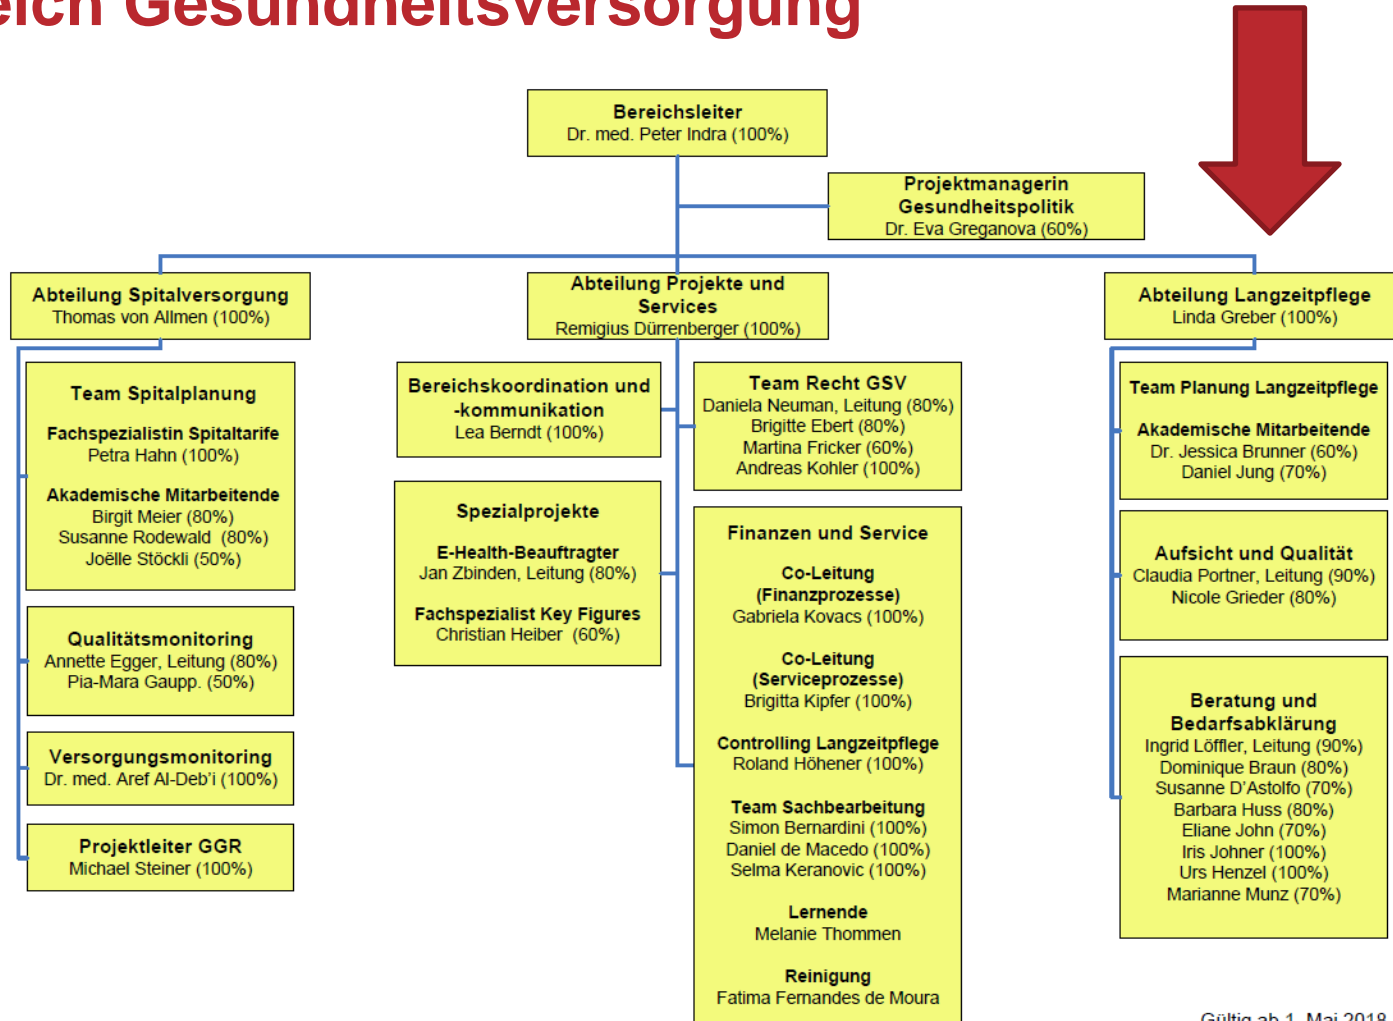 eich Gesundheitsversorgung
Bereichsleiter
Dr. med. Peter Indra (100%)
Projektmanagerin
Gesundheitspolitik
Dr. Eva Greganova (60%)
Abteilung Spitalversorgung
Thomas von Allmen (100%)
Team Spitalplanung
Fachspezialistin Spitaltarife
Petra Hahn (100%)
Akademische Mitarbeitende
Birgit Meier (80%)
Susanne Rodewald (80%)
Joëlle Stöckli (50%)
Qualitätsmonitoring
Annette Egger, Leitung (80%)
Pia-Mara Gaupp. (50%)
Versorgungsmonitoring
Dr. med. Aref Al-Deb'i (100%)
Projektleiter GGR
Michael Steiner (100%)
Abteilung Projekte und
Services
Remigius Dürrenberger (100%)
Bereichskoordination und
-kommunikation
Lea Berndt (100%)
Spezialprojekte
E-Health-Beauftragter
Jan Zbinden, Leitung (80%)
Fachspezialist Key Figures
Christian Heiber (60%)
Team Recht GSV
Daniela Neuman, Leitung (80%)
Brigitte Ebert (80%)
Martina Fricker (60%)
Andreas Kohler (100%)
Finanzen und Service
Co-Leitung
(Finanzprozesse)
Gabriela Kovacs (100%)
Co-Leitung
(Serviceprozesse)
Brigitta Kipfer (100%)
Controlling Langzeitpflege
Roland Höhener (100%)
Team Sachbearbeitung
Simon Bernardini (100%)
Daniel de Macedo (100%)
Selma Keranovic (100%)
Lernende
Melanie Thommen
Reinigung
Fatima Fernandes de Moura
Abteilung Langzeitpflege
Linda Greber (100%)
Team Planung Langzeitpflege
Akademische Mitarbeitende
Dr. Jessica Brunner (60%)
Daniel Jung (70%)
Aufsicht und Qualität
Claudia Portner, Leitung (90%)
Nicole Grieder (80%)
Beratung und
Bedarfsabklärung
Ingrid Löffler, Leitung (90%)
Dominique Braun (80%)
Susanne D'Astolfo (70%)
Barbara Huss (80%)
Eliane John (70%)
Iris Johner (100%)
Urs Henzel (100%)
Marianne Munz (70%)
Gültig ab 1. Mai 2018